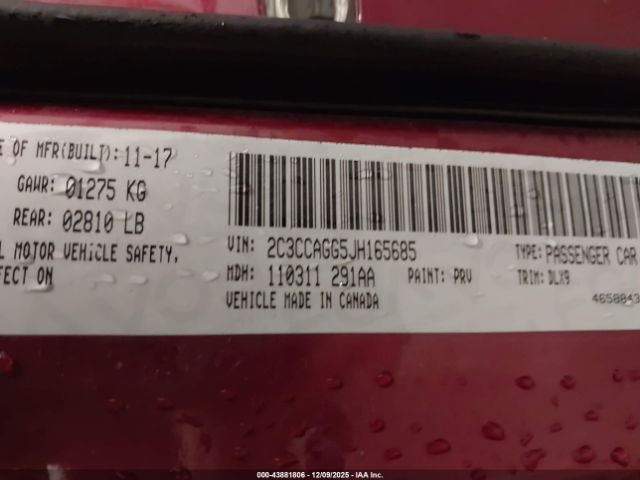 E OF MFR(BUILT): 11-17
GAWR: 01275 KG
REAR: 02810 LB
L MOTOR VEHICLE SAFETY,
FFECT ON
VIN: 2C3CCAGG5JH165685
TYPE: PASSENGER CAR
MDH: 110311 291AA
PAINT: PRV
TRIM: DLX9
VEHICLE MADE IN CANADA
4658843
000-43881806 - 12/09/2025 - IAA Inc.